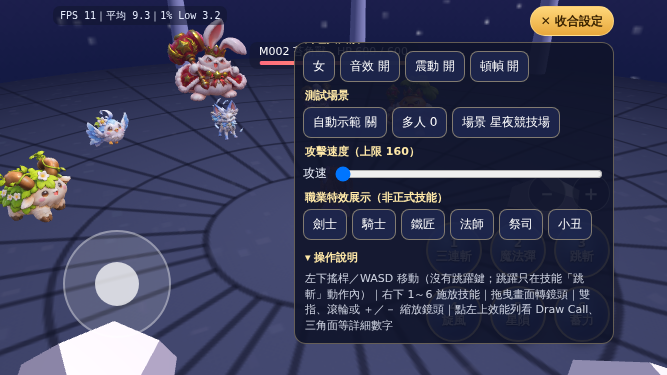 FPS 11｜平均 9.3｜1% Low 3.2
✕ 收合設定
M002
女
音效 開
震動 開
頓幀 開
測試場景
自動示範 關
多人 0
場景 星夜競技場
攻擊速度（上限 160）
攻速
職業特效展示（非正式技能）
劍士
騎士
鐵匠
法師
祭司
小丑
▾ 操作說明
左下搖桿／WASD 移動（沒有跳躍鍵；跳躍只在技能「跳
斬」動作內）｜右下 1～6 施放技能｜拖曳畫面轉鏡頭｜雙
指、滾輪或 ＋／－ 縮放鏡頭｜點左上效能列看 Draw Call、
三角面等詳細數字